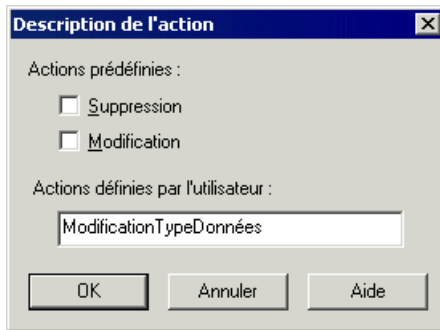 Description de l'action
Actions prédéfinies :
Suppression
Modification
Actions définies par l'utilisateur :
ModificationTypeDonnées
OK Annuler Aide